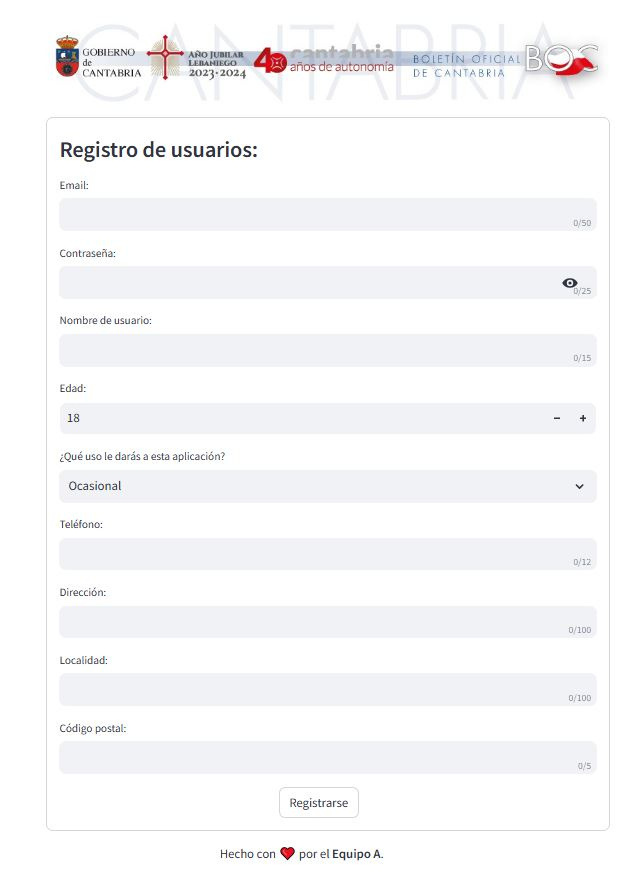 CANTABRIA
GOBIERNO
de
CANTABRIA
AÑO JUBILAR
LEBANIEGO
2023·2024
40
cantabria
años de autonomía
BOLETÍN OFICIAL
DE CANTABRIA
BOC
Registro de usuarios:
Email:
0/50
Contraseña:
0/25
Nombre de usuario:
0/15
Edad:
18
− +
¿Qué uso le darás a esta aplicación?
Ocasional
Teléfono:
0/12
Dirección:
0/100
Localidad:
0/100
Código postal:
0/5
Registrarse
Hecho con ❤️ por el Equipo A.